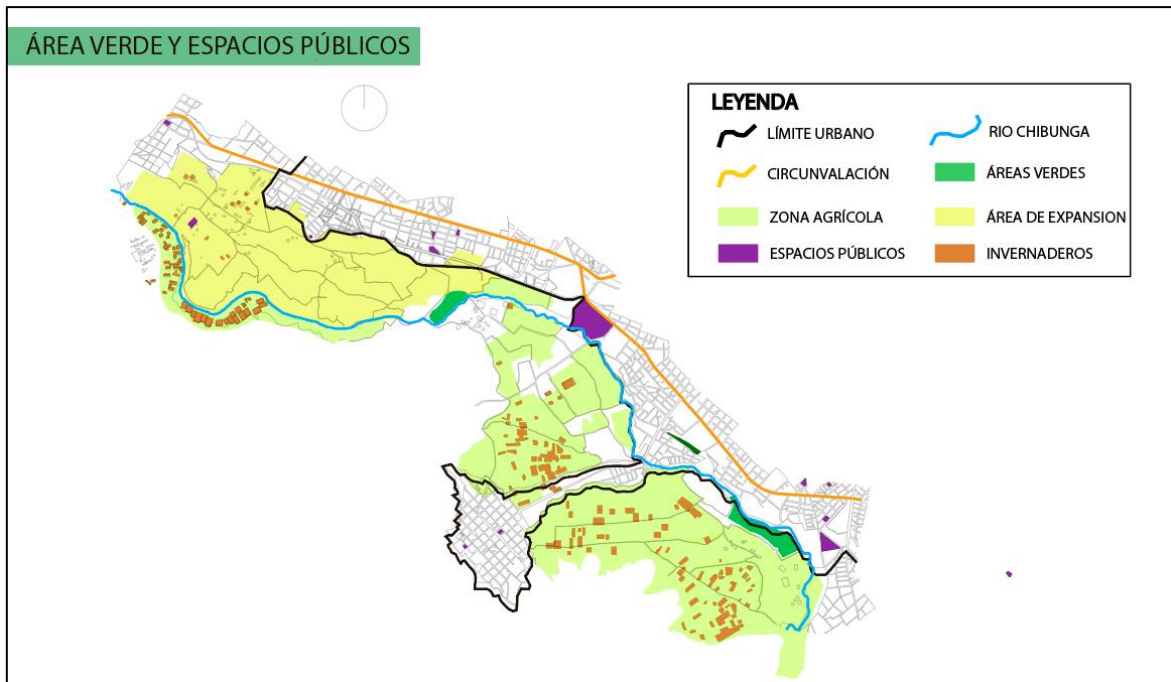 ÁREA VERDE Y ESPACIOS PÚBLICOS
LEYENDA
LÍMITE URBANO
RIO CHIBUNGA
CIRCUNVALACIÓN
ÁREAS VERDES
ZONA AGRÍCOLA
ÁREA DE EXPANSION
ESPACIOS PÚBLICOS
INVERNADEROS